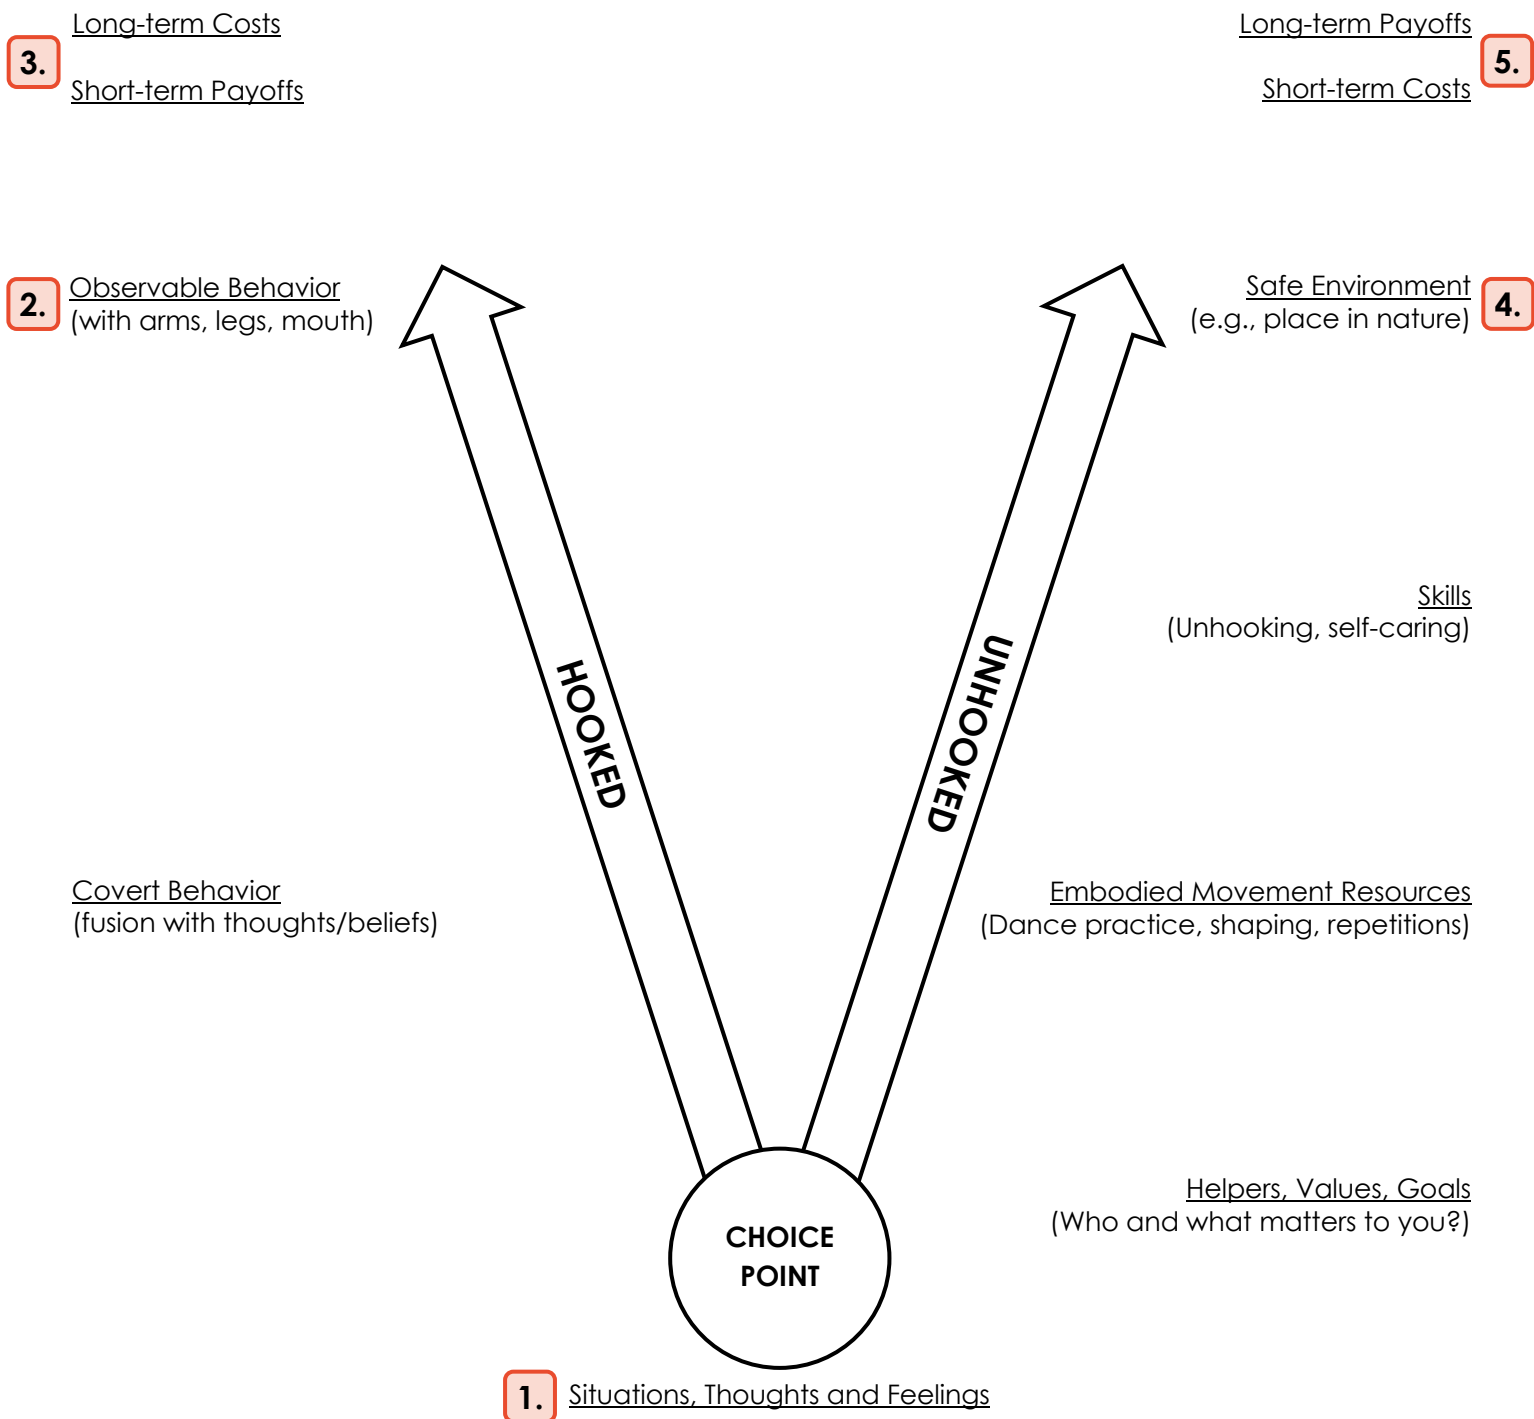 3.
Long-term Costs
Short-term Payoffs
Long-term Payoffs
Short-term Costs
5.
2.
Observable Behavior
(with arms, legs, mouth)
Safe Environment
(e.g., place in nature)
4.
Skills
(Unhooking, self-caring)
HOOKED
UNHOOKED
Covert Behavior
(fusion with thoughts/beliefs)
Embodied Movement Resources
(Dance practice, shaping, repetitions)
Helpers, Values, Goals
(Who and what matters to you?)
CHOICE
POINT
1.
Situations, Thoughts and Feelings